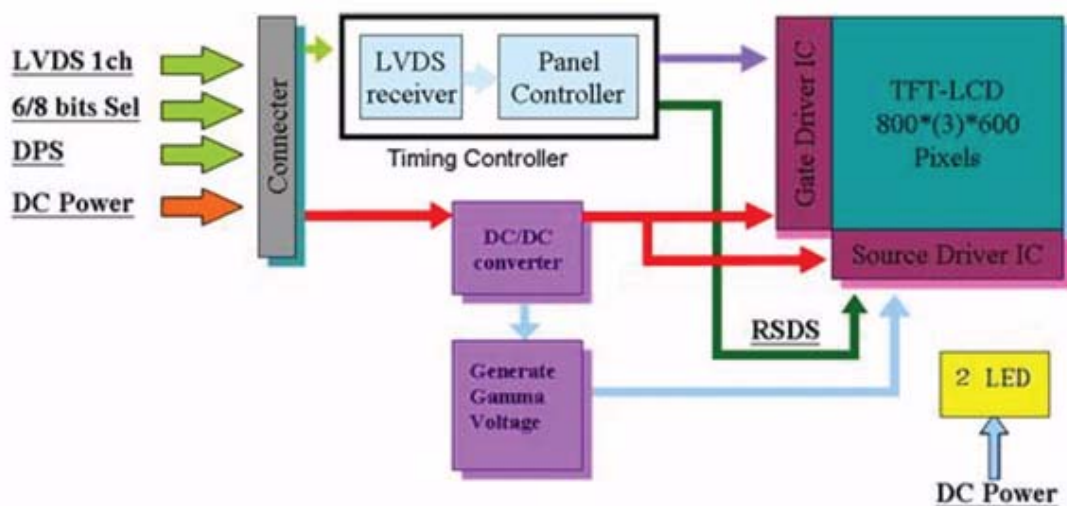 LVDS 1ch
6/8 bits Sel
DPS
DC Power
Connecter
LVDS
receiver
Panel
Controller
Timing Controller
Gate Driver IC
TFT-LCD
800*(3)*600
Pixels
Source Driver IC
DC/DC
converter
RSDS
Generate
Gamma
Voltage
2 LED
DC Power